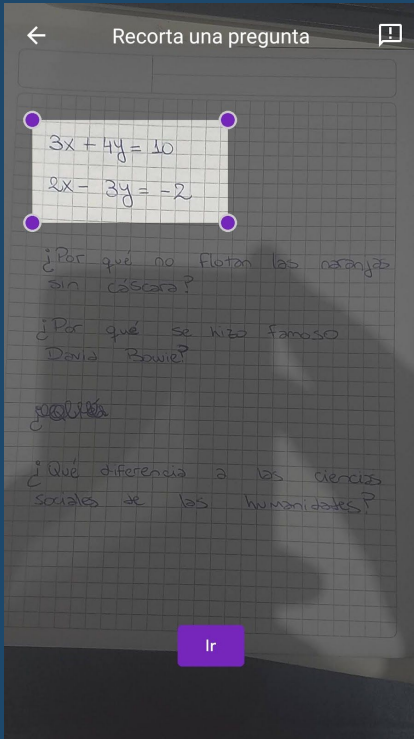 Recorta una pregunta
3x + 4y = 10
2x - 3y = -2
¿Por qué no flotan las naranjas
sin cáscara?
¿Por qué se hizo famoso
David Bowie?
¿Qué diferencia a las ciencias
sociales de las humanidades?
Ir